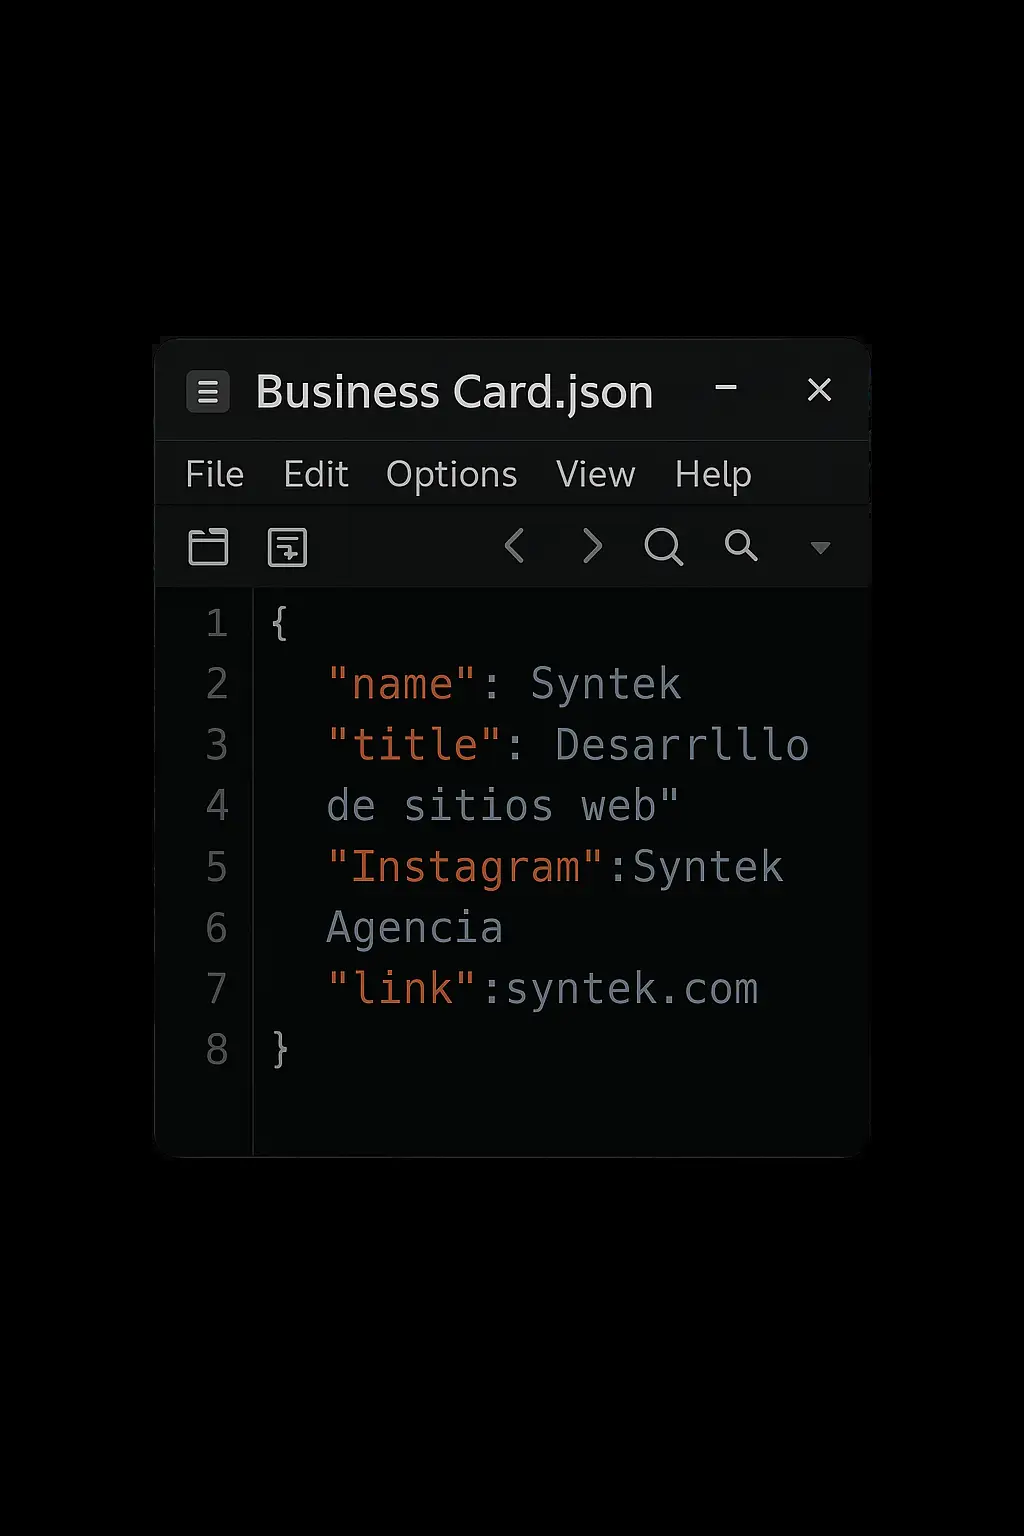 Business Card.json
File Edit Options View Help
1 {
2 "name": Syntek
3 "title": Desarrlllo
4 de sitios web"
5 "Instagram":Syntek
6 Agencia
7 "link":syntek.com
8 }